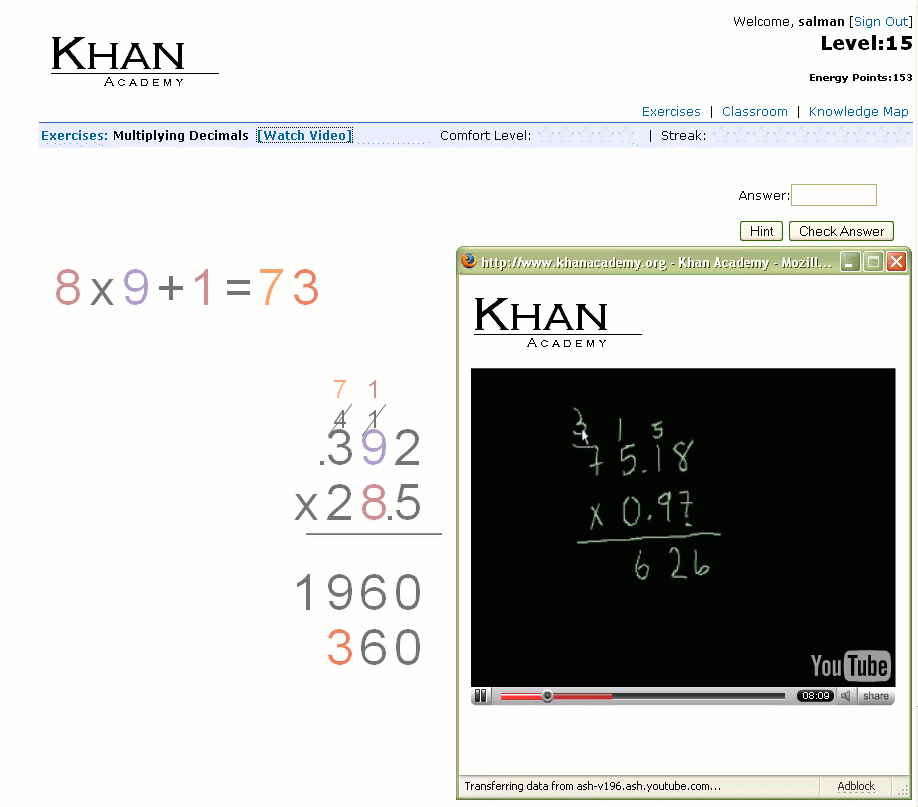 Welcome, salman [Sign Out]
Level:15
Energy Points:153
KHAN
ACADEMY
Exercises | Classroom | Knowledge Map
Exercises: Multiplying Decimals [Watch Video] Comfort Level: | Streak:
Answer:
Hint Check Answer
8x9+1=73
7 1
4 1
.392
x28.5
1960
360
http://www.khanacademy.org - Khan Academy - Mozill...
KHAN
ACADEMY
3 1 5
75.18
x 0.97
626
YouTube
08:09 share
Transferring data from ash-v196.ash.youtube.com... Adblock